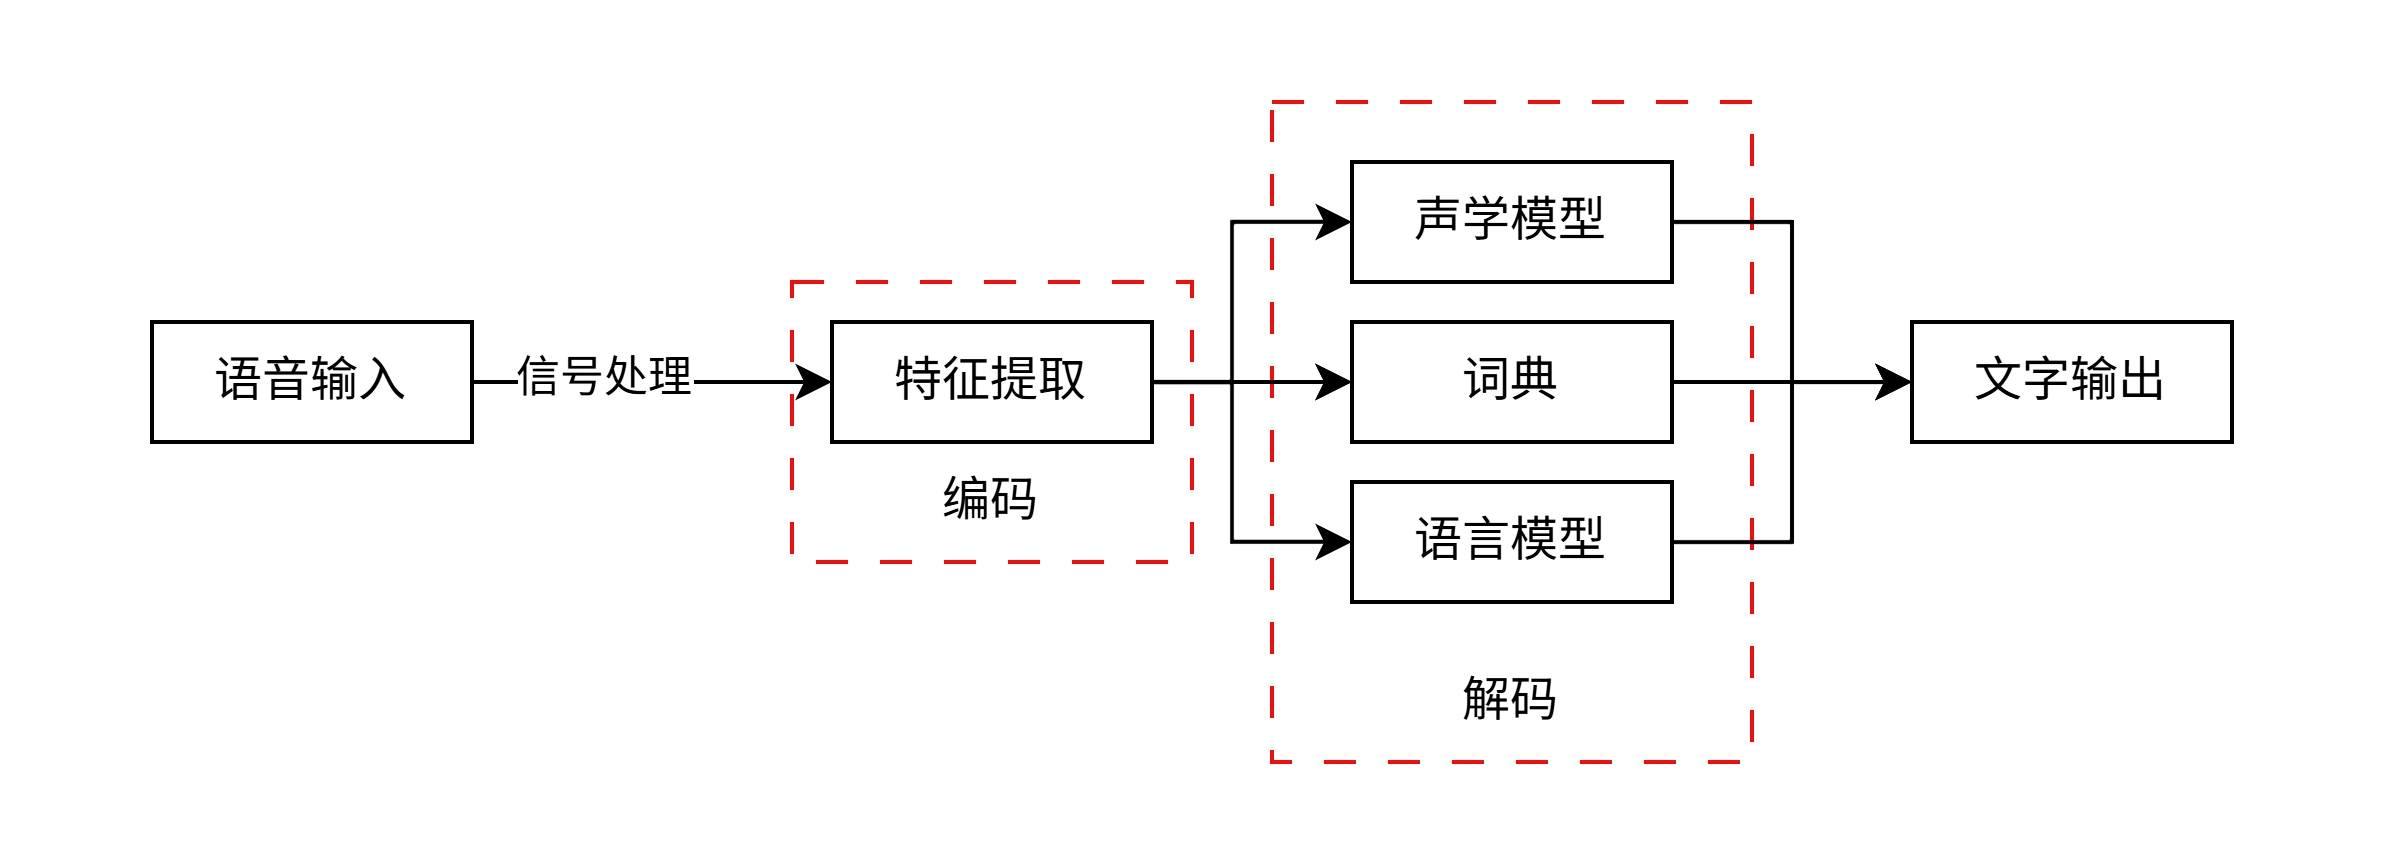 语音输入
信号处理
特征提取
编码
声学模型
词典
语言模型
解码
文字输出